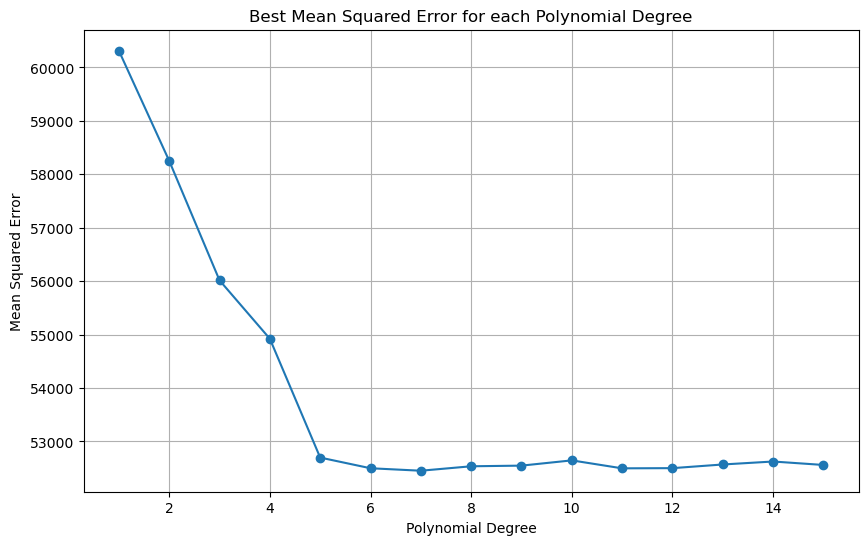 Best Mean Squared Error for each Polynomial Degree
60000
59000
58000
57000
56000
55000
54000
53000
Mean Squared Error
2 4 6 8 10 12 14
Polynomial Degree